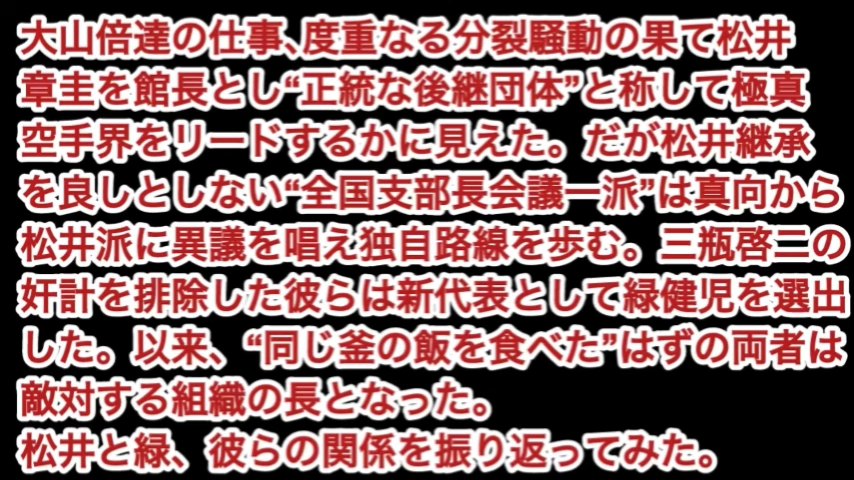 大山倍達の仕事、度重なる分裂騒動の果て松井
章圭を館長とし“正統な後継団体”と称して極真
空手界をリードするかに見えた。だが松井継承
を良しとしない“全国支部長会議一派”は真向から
松井派に異議を唱え独自路線を歩む。三瓶啓二の
奸計を排除した彼らは新代表として緑健児を選出
した。以来、“同じ釜の飯を食べた”はずの両者は
敵対する組織の長となった。
松井と緑、彼らの関係を振り返ってみた。